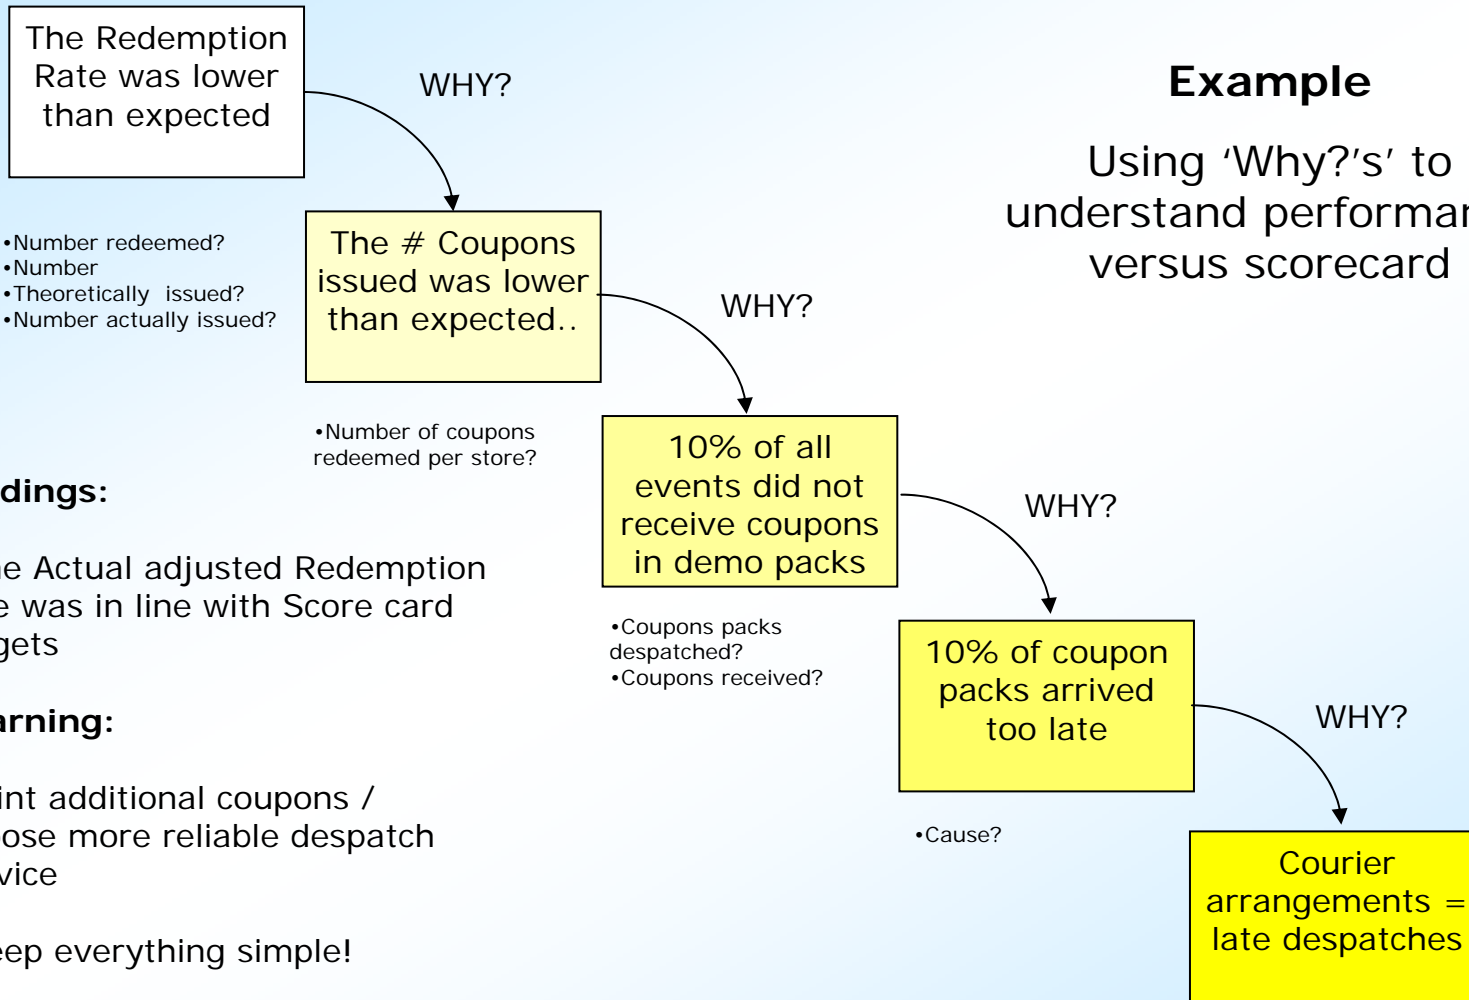 The Redemption
Rate was lower
than expected
WHY?
Example
Using ‘Why?'s' to
understand performan
versus scorecard
•Number redeemed?
•Number
•Theoretically  issued?
•Number actually issued?
The # Coupons
issued was lower
than expected..
WHY?
•Number of coupons
redeemed per store?
10% of all
events did not
receive coupons
in demo packs
WHY?
•Coupons packs
despatched?
•Coupons received?
10% of coupon
packs arrived
too late
WHY?
•Cause?
Courier
arrangements =
late despatches
dings:
e Actual adjusted Redemption
e was in line with Score card
gets
arning:
int additional coupons /
ose more reliable despatch
vice
eep everything simple!